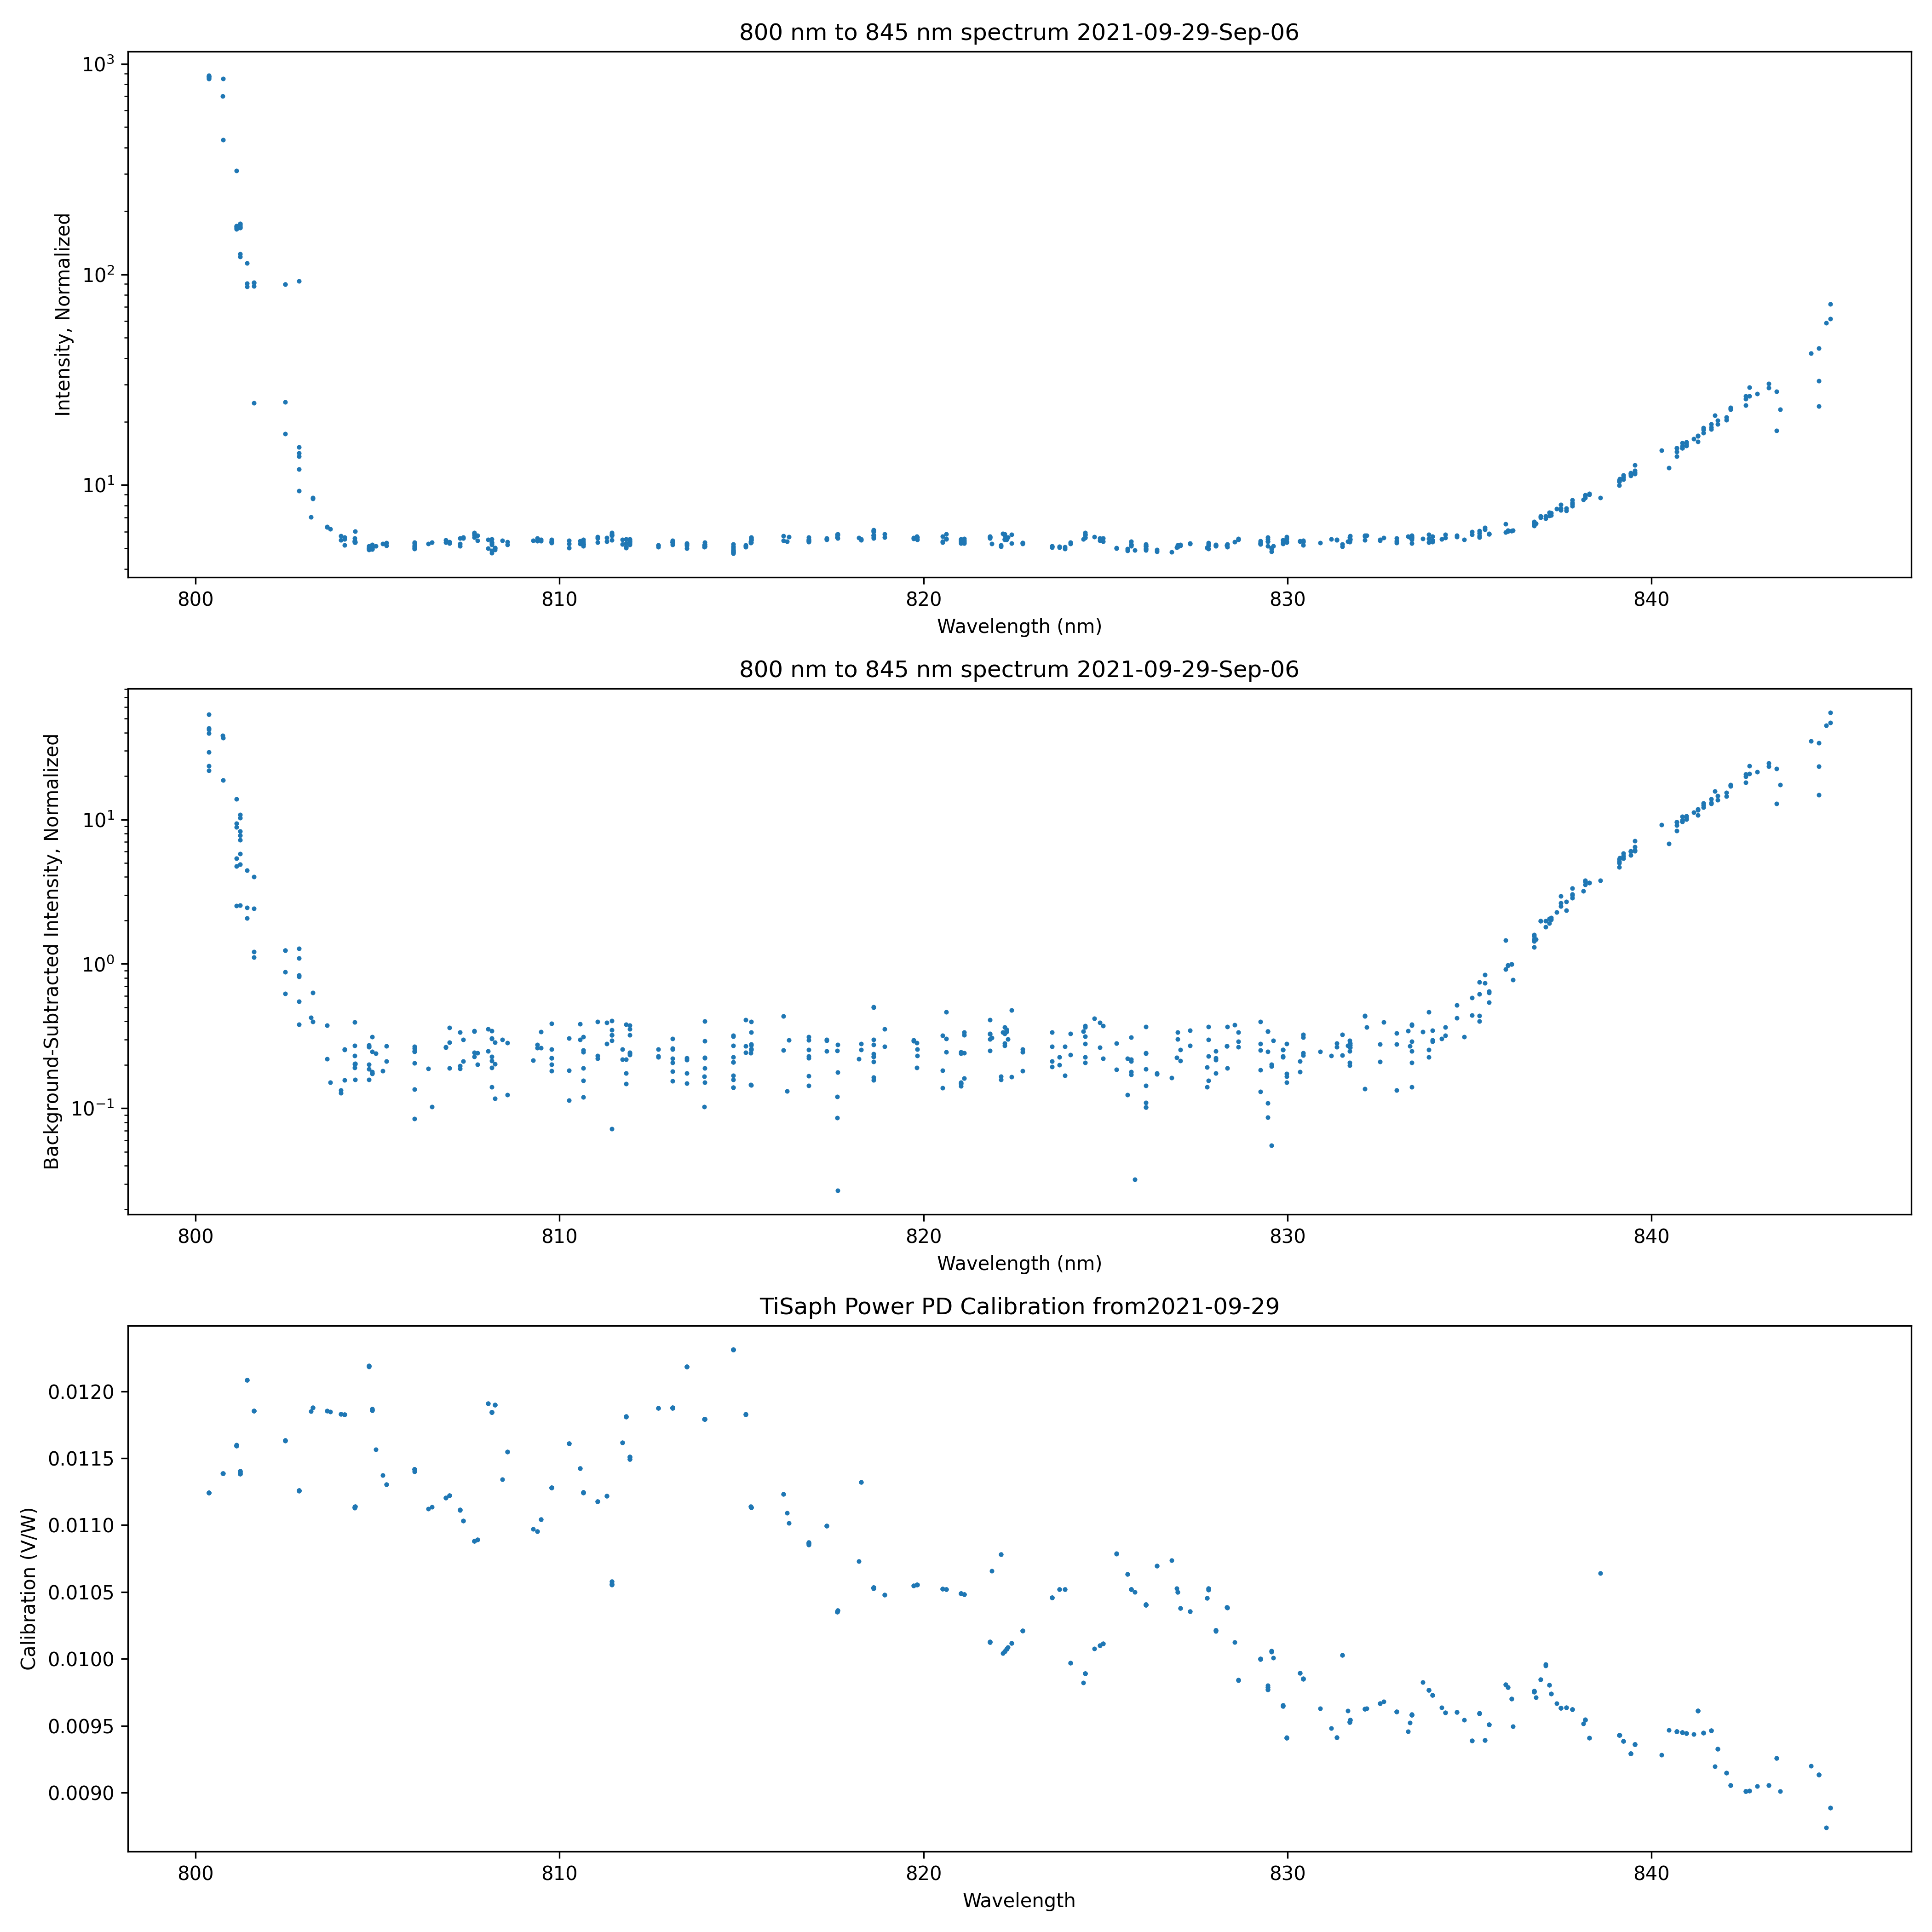 800 nm to 845 nm spectrum 2021-09-29-Sep-06
Intensity, Normalized
10³
10²
10¹
800 810 820 830 840
Wavelength (nm)
800 nm to 845 nm spectrum 2021-09-29-Sep-06
Background-Subtracted Intensity, Normalized
10¹
10⁰
10⁻¹
800 810 820 830 840
Wavelength (nm)
TiSaph Power PD Calibration from2021-09-29
Calibration (V/W)
0.0120
0.0115
0.0110
0.0105
0.0100
0.0095
0.0090
800 810 820 830 840
Wavelength